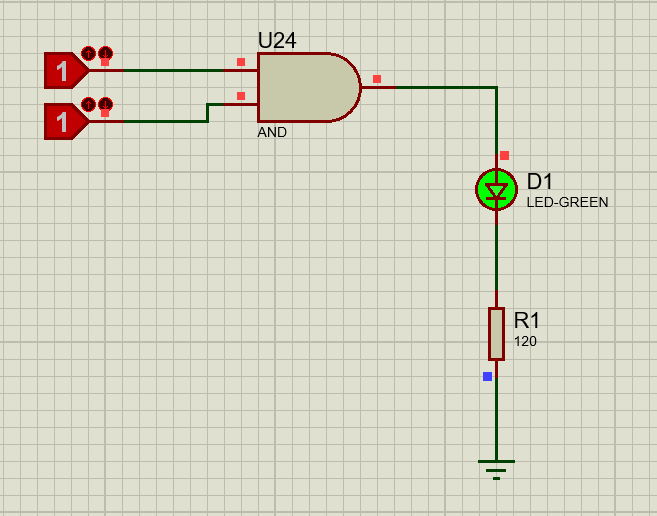 1
U24
1
AND
D1
LED-GREEN
R1
120